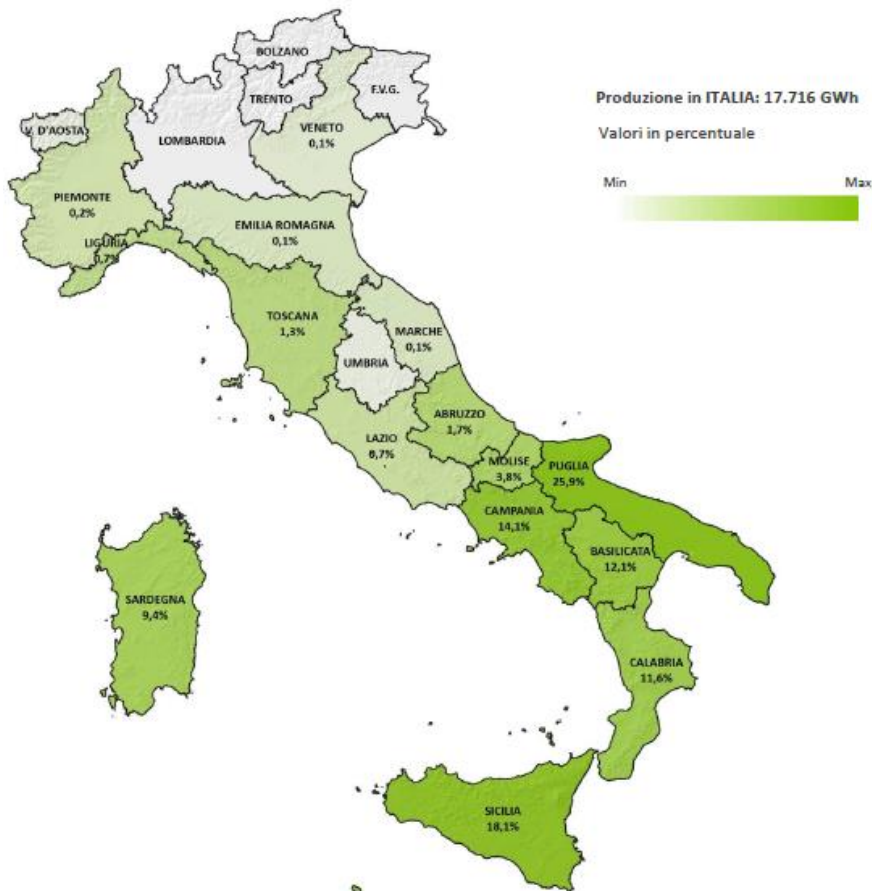 BOLZANO
TRENTO
F.V.G.
V. D'AOSTA
LOMBARDIA
VENETO
0,1%
Produzione in ITALIA: 17.716 GWh
Valori in percentuale
Min
Max
PIEMONTE
0,2%
EMILIA ROMAGNA
0,1%
LIGURIA
0,7%
TOSCANA
1,3%
MARCHE
0,1%
UMBRIA
ABRUZZO
1,7%
LAZIO
0,7%
MOLISE
3,8%
PUGLIA
25,9%
CAMPANIA
14,1%
BASILICATA
12,1%
SARDEGNA
9,4%
CALABRIA
11,6%
SICILIA
18,1%